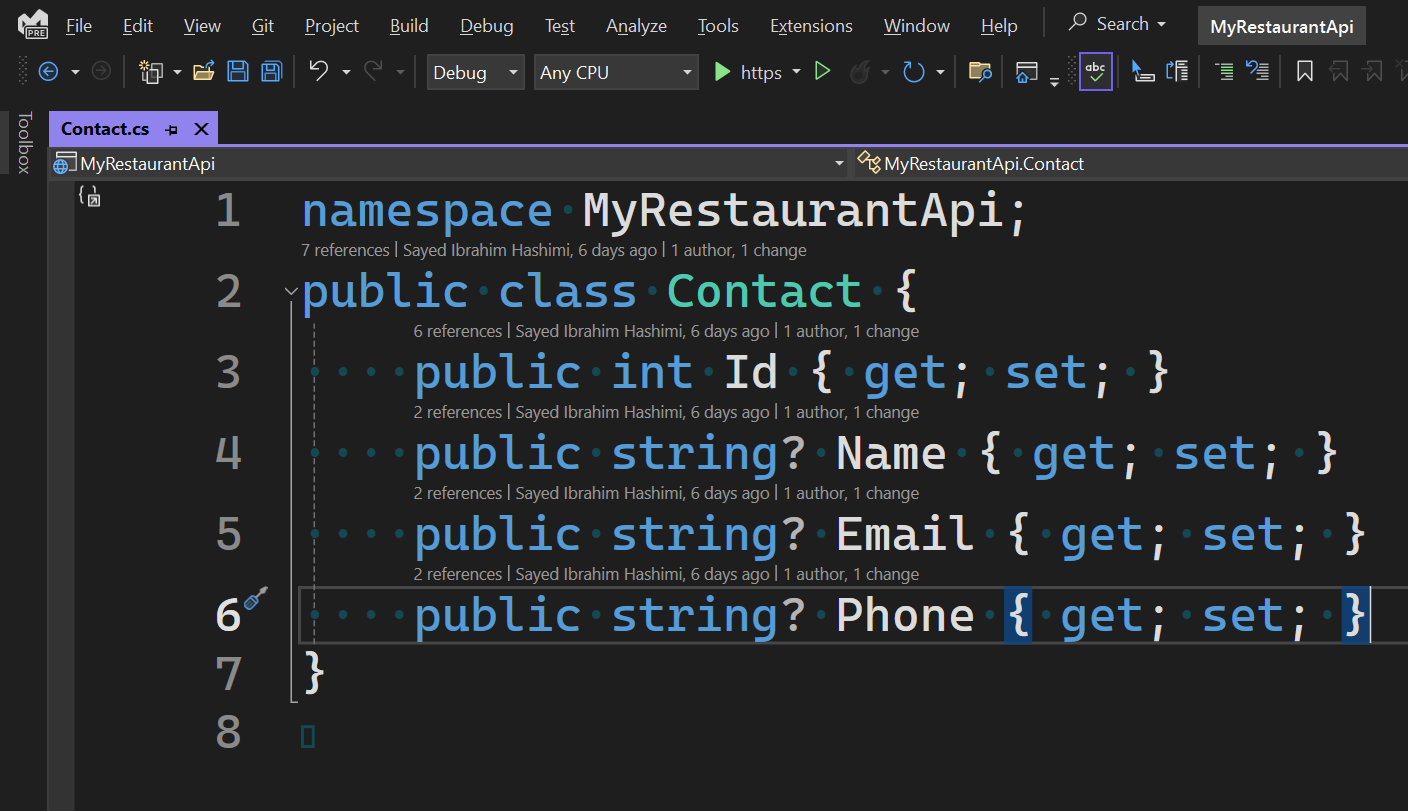 File Edit View Git Project Build Debug Test Analyze Tools Extensions Window Help Search MyRestaurantApi
PRE
Debug Any CPU https abc
Toolbox
Contact.cs
MyRestaurantApi MyRestaurantApi.Contact
1 namespace MyRestaurantApi;
7 references | Sayed Ibrahim Hashimi, 6 days ago | 1 author, 1 change
2 public class Contact {
6 references | Sayed Ibrahim Hashimi, 6 days ago | 1 author, 1 change
3 public int Id { get; set; }
2 references | Sayed Ibrahim Hashimi, 6 days ago | 1 author, 1 change
4 public string? Name { get; set; }
2 references | Sayed Ibrahim Hashimi, 6 days ago | 1 author, 1 change
5 public string? Email { get; set; }
2 references | Sayed Ibrahim Hashimi, 6 days ago | 1 author, 1 change
6 public string? Phone { get; set; }
7 }
8